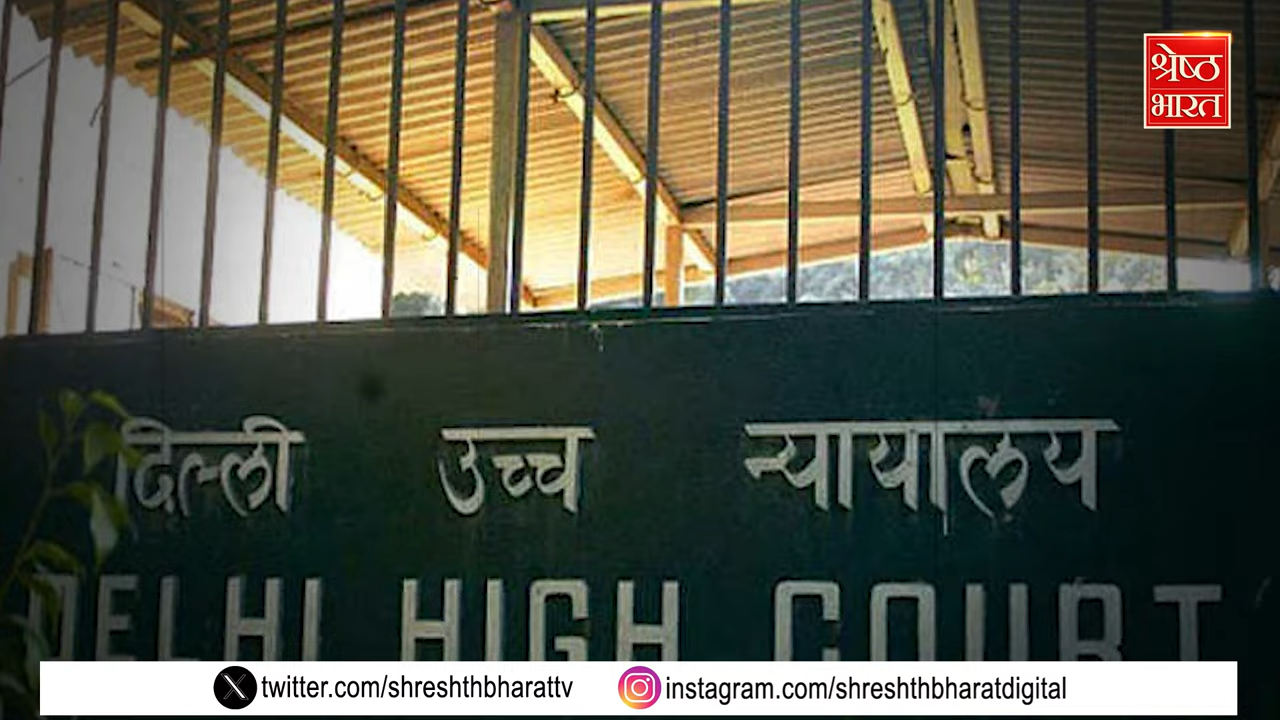 श्रेष्ठ
भारत
दिल्ली उच्च न्यायालय
DELHI HIGH COURT
twitter.com/shreshthbharattv
instagram.com/shreshthbharatdigital